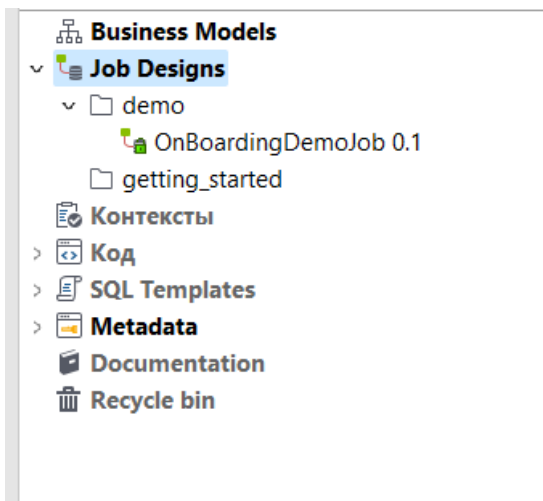 Business Models
Job Designs
demo
OnBoardingDemoJob 0.1
getting_started
Контексты
Код
SQL Templates
Metadata
Documentation
Recycle bin